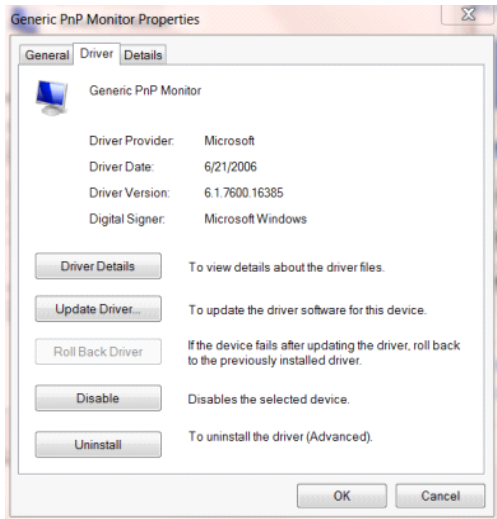 Generic PnP Monitor Properties
General Driver Details
Generic PnP Monitor
Driver Provider: Microsoft
Driver Date: 6/21/2006
Driver Version: 6.1.7600.16385
Digital Signer: Microsoft Windows
Driver Details To view details about the driver files.
Update Driver... To update the driver software for this device.
Roll Back Driver If the device fails after updating the driver, roll back
to the previously installed driver.
Disable Disables the selected device.
Uninstall To uninstall the driver (Advanced).
OK Cancel